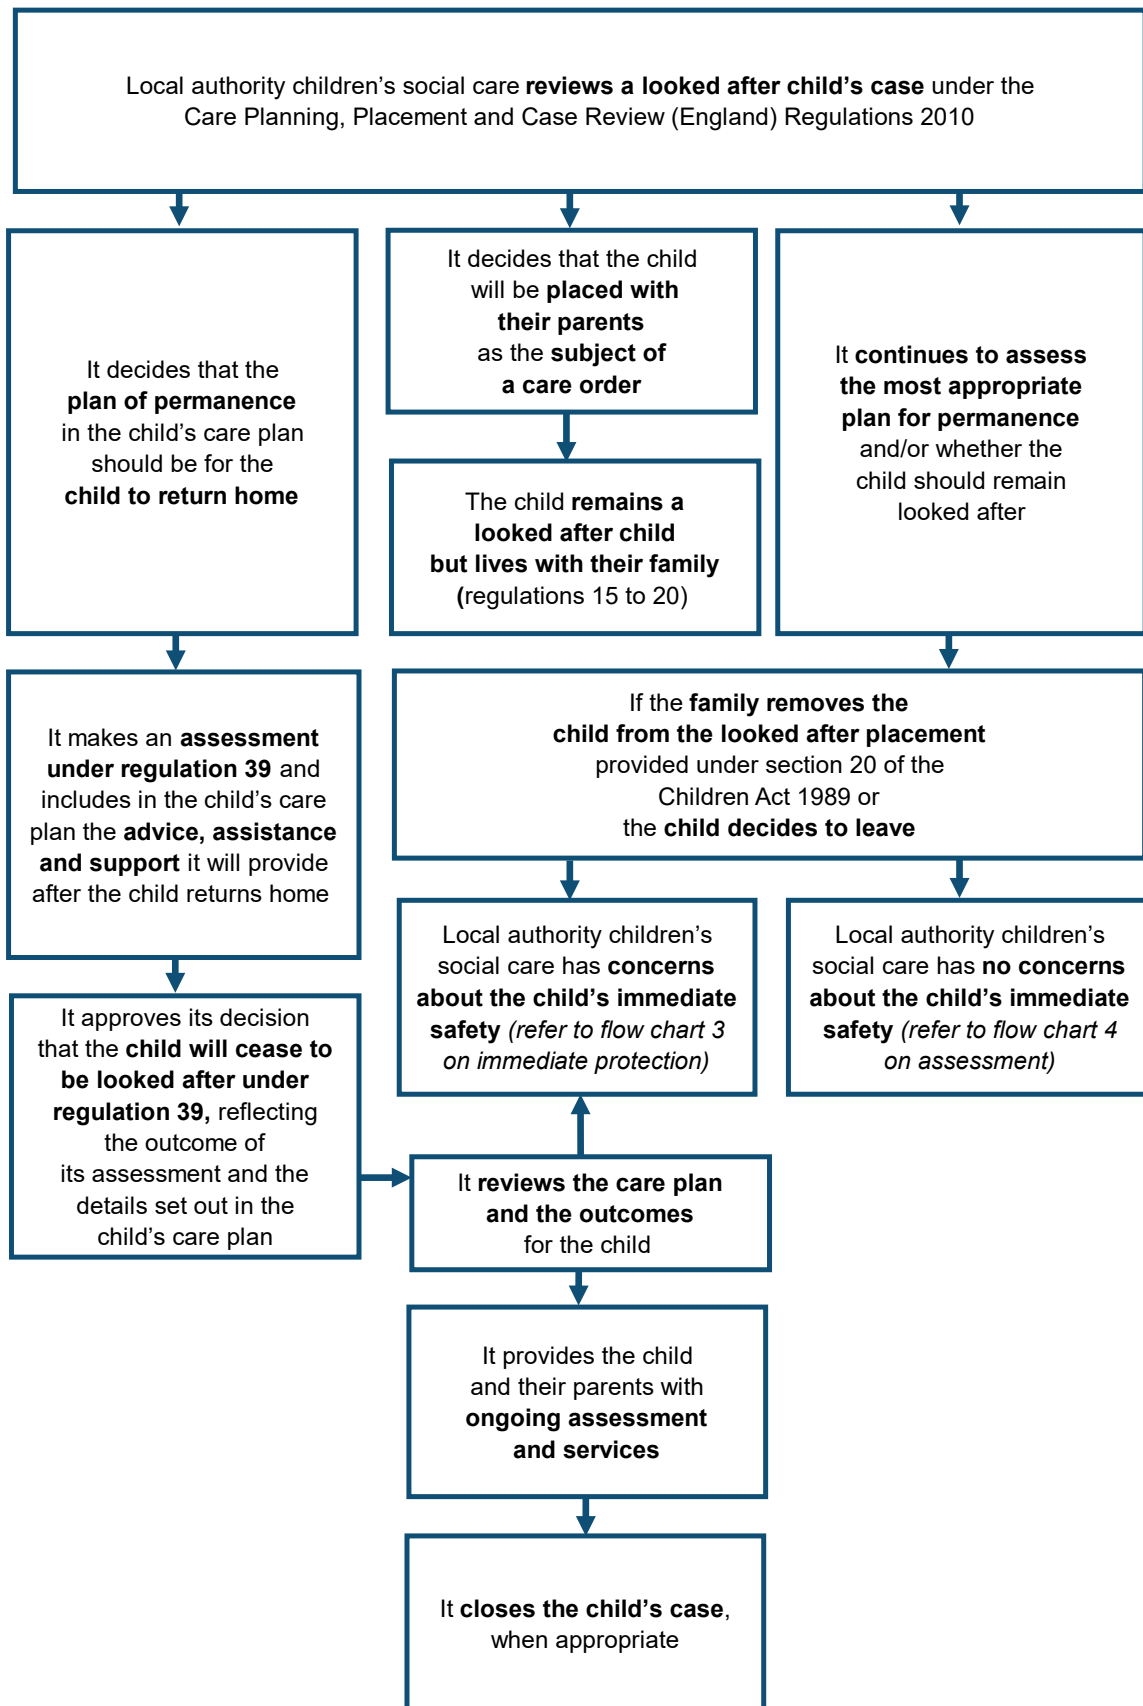 Local authority children’s social care reviews a looked after child’s case under the
Care Planning, Placement and Case Review (England) Regulations 2010
It decides that the
plan of permanence
in the child’s care plan
should be for the
child to return home
It decides that the child
will be placed with
their parents
as the subject of
a care order
It continues to assess
the most appropriate
plan for permanence
and/or whether the
child should remain
looked after
The child remains a
looked after child
but lives with their family
(regulations 15 to 20)
It makes an assessment
under regulation 39 and
includes in the child’s care
plan the advice, assistance
and support it will provide
after the child returns home
If the family removes the
child from the looked after placement
provided under section 20 of the
Children Act 1989 or
the child decides to leave
Local authority children’s
social care has concerns
about the child’s immediate
safety (refer to flow chart 3
on immediate protection)
Local authority children’s
social care has no concerns
about the child’s immediate
safety (refer to flow chart 4
on assessment)
It approves its decision
that the child will cease to
be looked after under
regulation 39, reflecting
the outcome of
its assessment and the
details set out in the
child’s care plan
It reviews the care plan
and the outcomes
for the child
It provides the child
and their parents with
ongoing assessment
and services
It closes the child’s case,
when appropriate